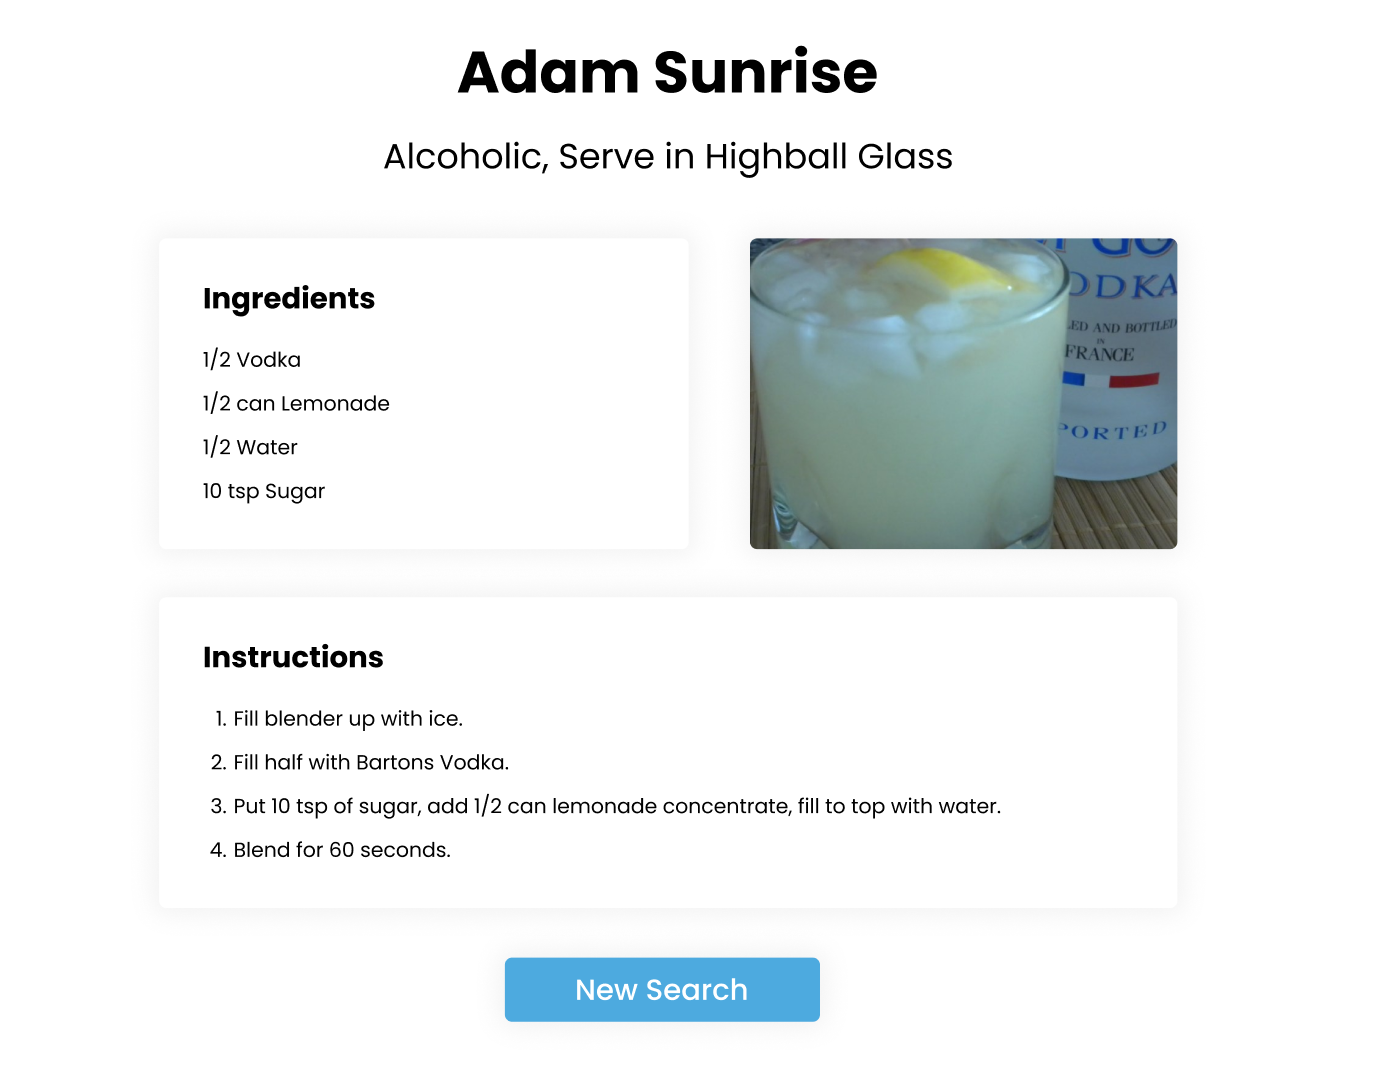 Adam Sunrise
Alcoholic, Serve in Highball Glass
Ingredients
1/2 Vodka
1/2 can Lemonade
1/2 Water
10 tsp Sugar
GO
ODKA
LED AND BOTTLED
IN
FRANCE
PORTED
Instructions
1. Fill blender up with ice.
2. Fill half with Bartons Vodka.
3. Put 10 tsp of sugar, add 1/2 can lemonade concentrate, fill to top with water.
4. Blend for 60 seconds.
New Search